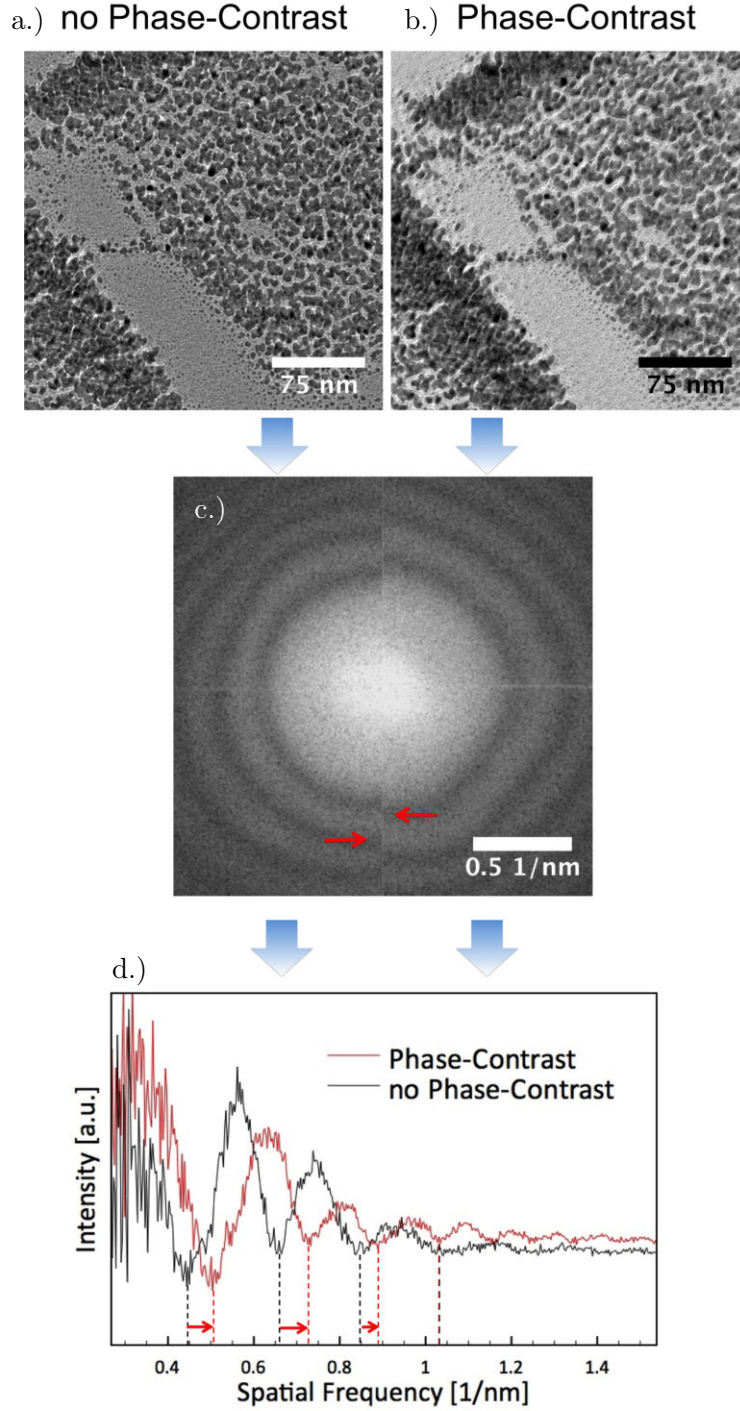 a.) no Phase-Contrast
b.) Phase-Contrast
75 nm
75 nm
c.)
0.5 1/nm
d.)
Phase-Contrast
no Phase-Contrast
Intensity [a.u.]
0.4 0.6 0.8 1 1.2 1.4
Spatial Frequency [1/nm]